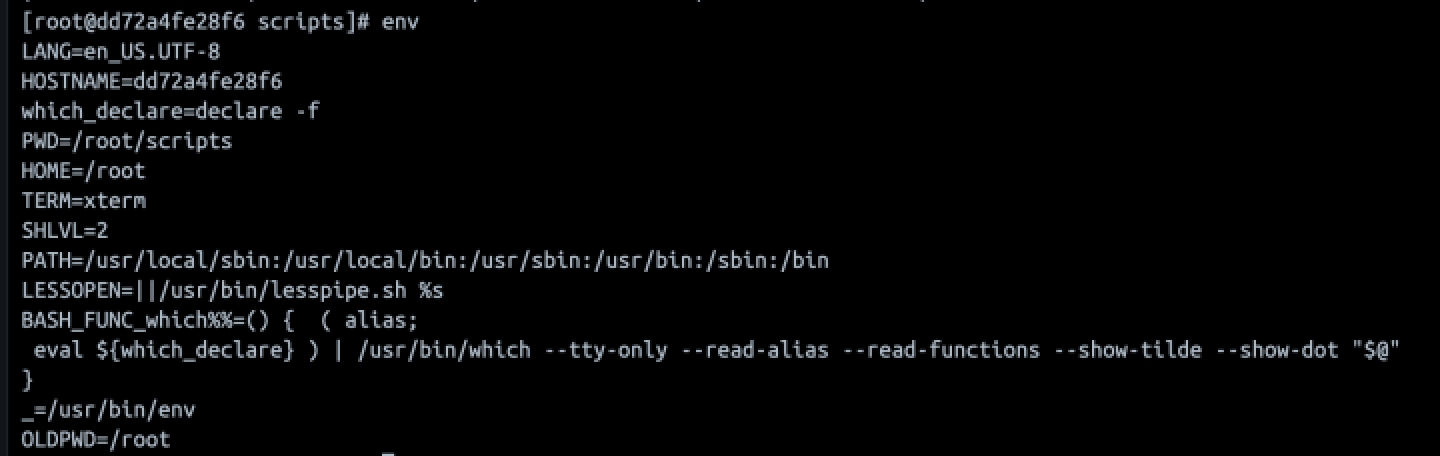 [root@dd72a4fe28f6 scripts]# env
LANG=en_US.UTF-8
HOSTNAME=dd72a4fe28f6
which_declare=declare -f
PWD=/root/scripts
HOME=/root
TERM=xterm
SHLVL=2
PATH=/usr/local/sbin:/usr/local/bin:/usr/sbin:/usr/bin:/sbin:/bin
LESSOPEN=||/usr/bin/lesspipe.sh %s
BASH_FUNC_which%%=() {  ( alias;
 eval ${which_declare} ) | /usr/bin/which --tty-only --read-alias --read-functions --show-tilde --show-dot "$@"
}
_=/usr/bin/env
OLDPWD=/root